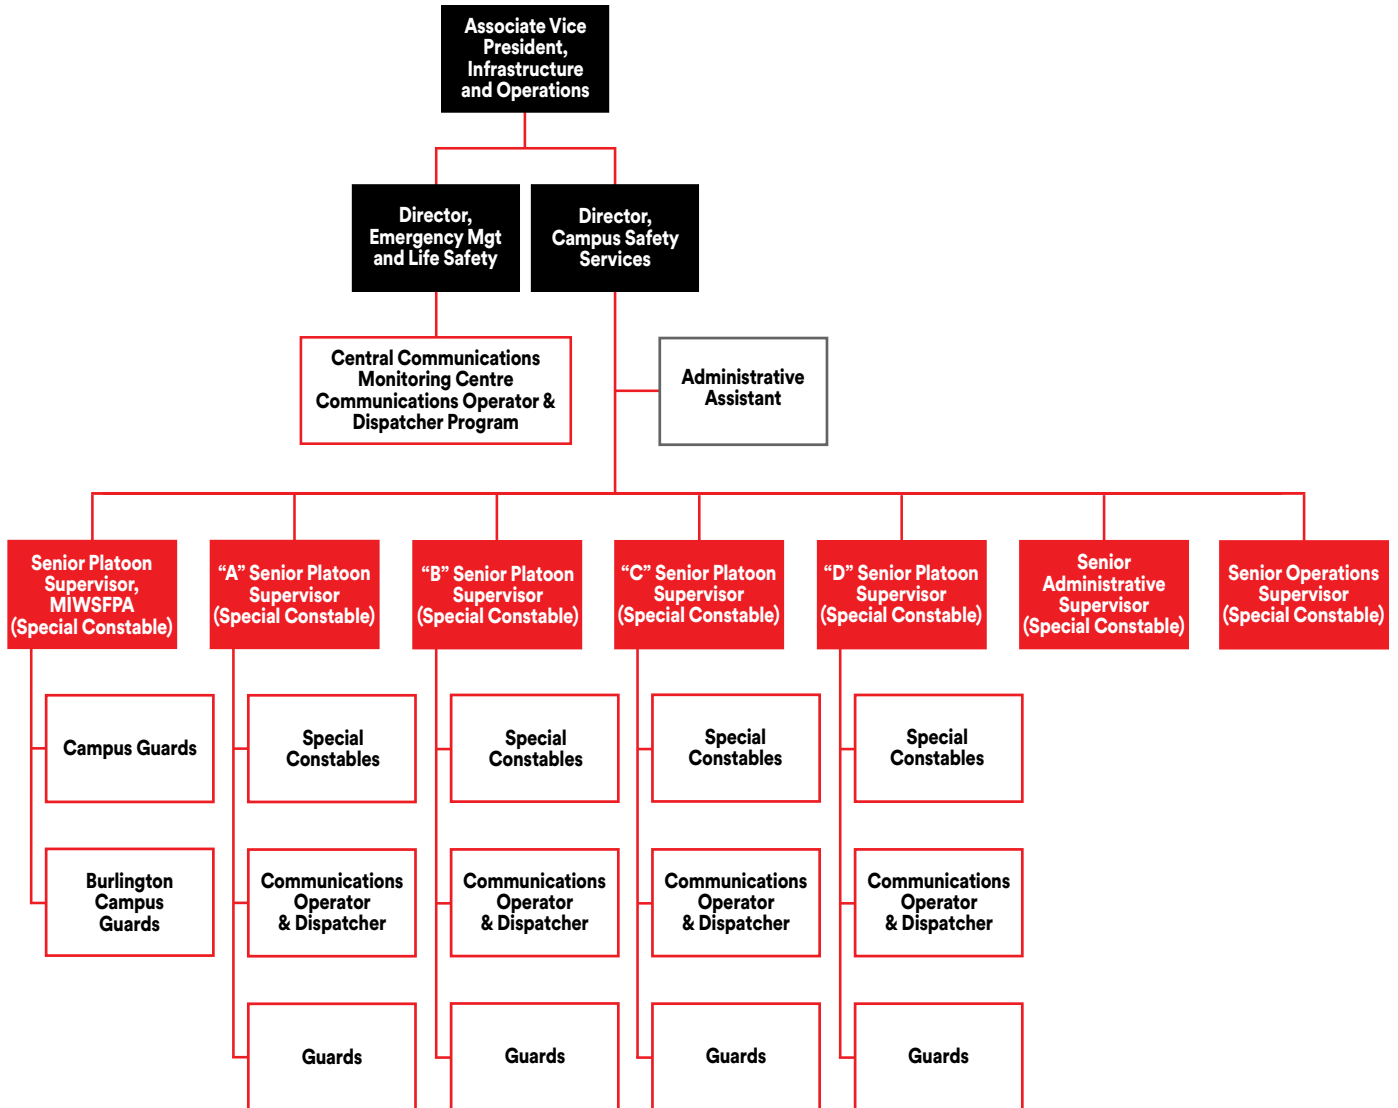 Associate Vice
President,
Infrastructure
and Operations
Director,
Emergency Mgt
and Life Safety
Director,
Campus Safety
Services
Central Communications
Monitoring Centre
Communications Operator &
Dispatcher Program
Administrative
Assistant
Senior Platoon
Supervisor,
MIWSFPA
(Special Constable)
“A” Senior Platoon
Supervisor
(Special Constable)
“B” Senior Platoon
Supervisor
(Special Constable)
“C” Senior Platoon
Supervisor
(Special Constable)
“D” Senior Platoon
Supervisor
(Special Constable)
Senior
Administrative
Supervisor
(Special Constable)
Senior Operations
Supervisor
(Special Constable)
Campus Guards
Special
Constables
Special
Constables
Special
Constables
Special
Constables
Burlington
Campus
Guards
Communications
Operator
& Dispatcher
Communications
Operator
& Dispatcher
Communications
Operator
& Dispatcher
Communications
Operator
& Dispatcher
Guards
Guards
Guards
Guards